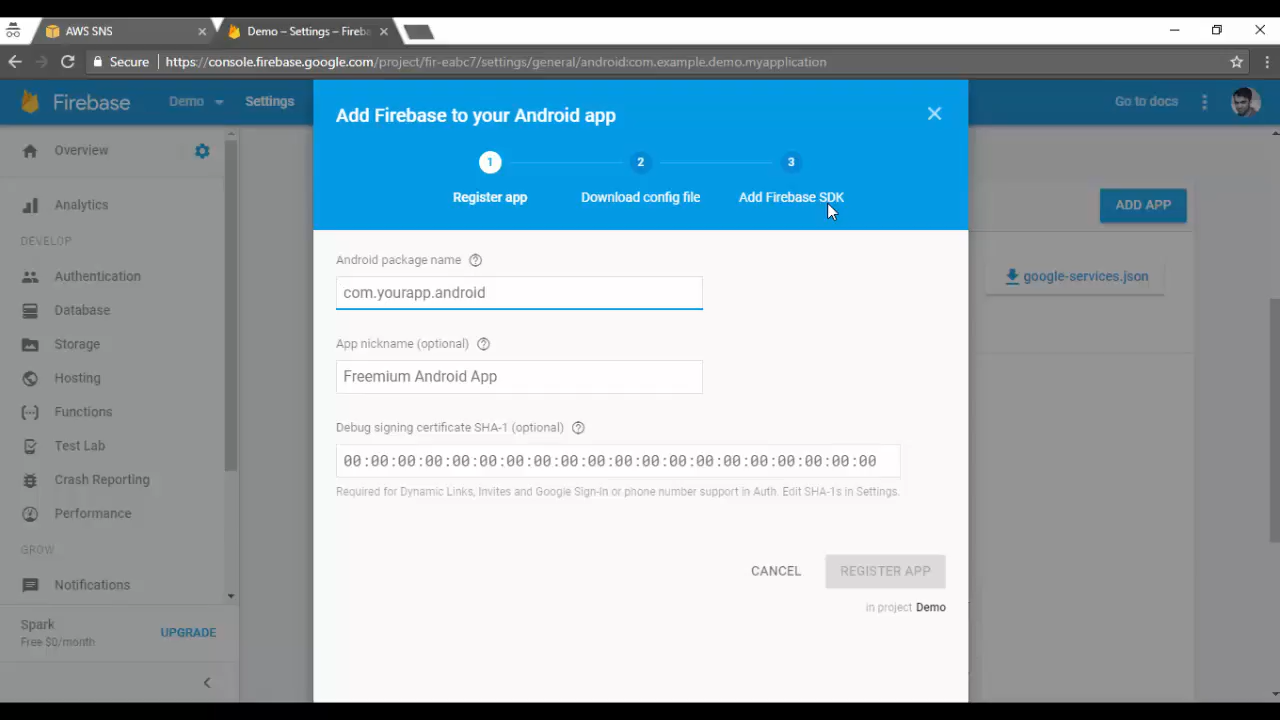 AWS SNS
Demo – Settings – Fireb
Secure
https://console.firebase.google.com/project/fir-eabc7/settings/general/android:com.example.demo.myapplication
Firebase
Demo
Settings
Go to docs
Overview
Analytics
DEVELOP
Authentication
Database
Storage
Hosting
Functions
Test Lab
Crash Reporting
Performance
GROW
Notifications
Spark
Free $0/month
UPGRADE
Add Firebase to your Android app
1
2
3
Register app
Download config file
Add Firebase SDK
Android package name
com.yourapp.android
App nickname (optional)
Freemium Android App
Debug signing certificate SHA-1 (optional)
00:00:00:00:00:00:00:00:00:00:00:00:00:00:00:00:00:00:00:00
Required for Dynamic Links, Invites and Google Sign-In or phone number support in Auth. Edit SHA-1s in Settings.
CANCEL
REGISTER APP
in project Demo
ADD APP
google-services.json